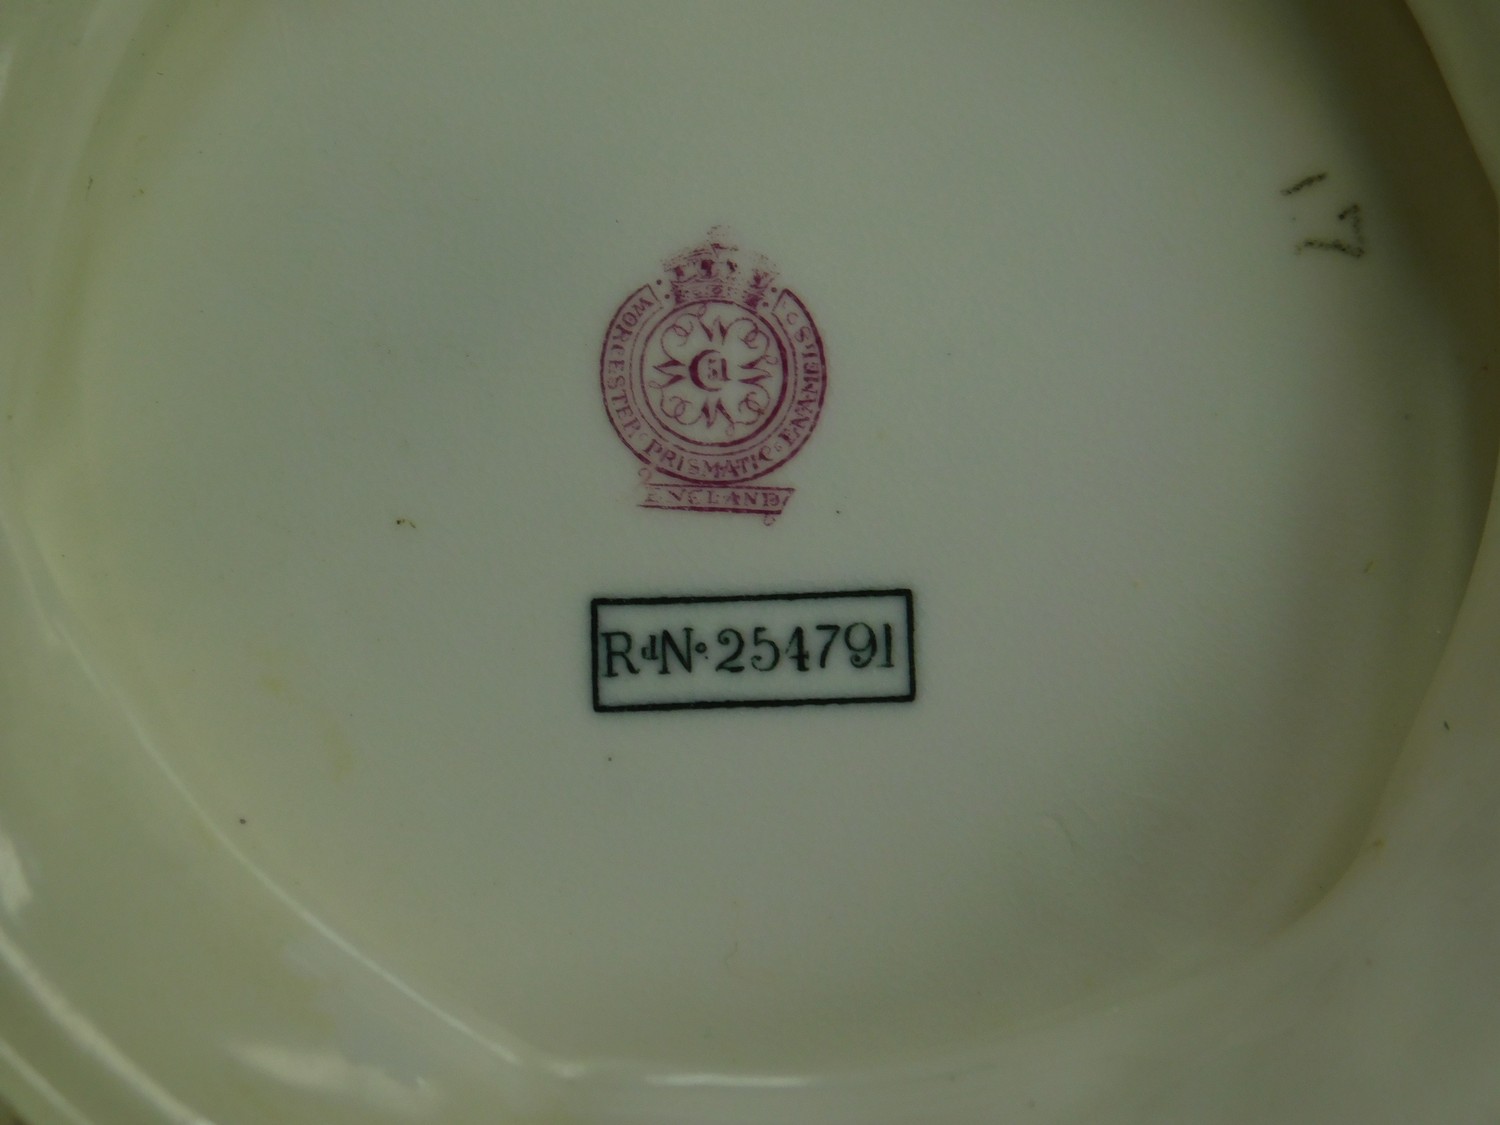 WORCESTER PRISMATIC ENAMELS
ENGLAND
RdNo. 254791